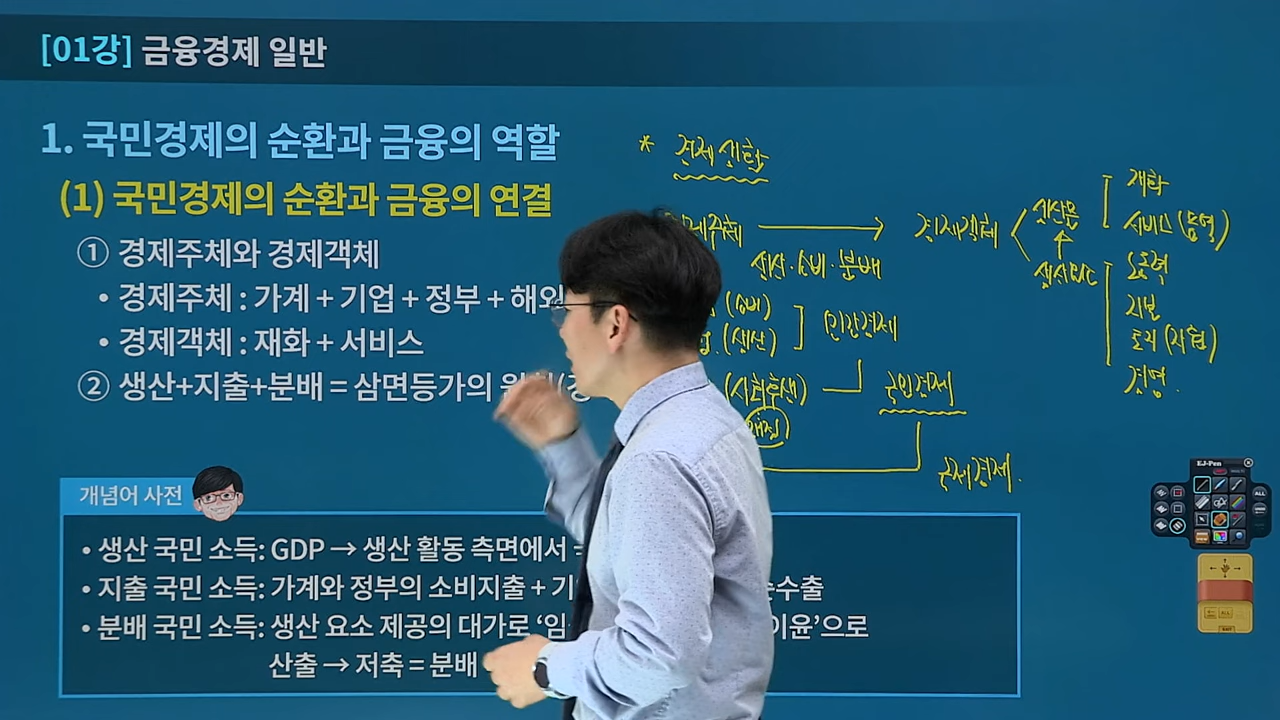 [01강] 금융경제 일반
1. 국민경제의 순환과 금융의 역할
(1) 국민경제의 순환과 금융의 연결
① 경제주체와 경제객체
• 경제주체 : 가계 + 기업 + 정부 + 해외
• 경제객체 : 재화 + 서비스
② 생산+지출+분배 = 삼면등가의
* 경제생활
제주체 → 경제객체 < 생산물
생산·소비·분배
생산요소
[ 재화
서비스(용역)
[ 노동력
자본
토지(자원)
경영.
(소비)
(생산) ] 민간경제
국민경제
국제경제.
개념어 사전
• 생산 국민 소득: GDP → 생산 활동 측면에서
• 지출 국민 소득: 가계와 정부의 소비지출 + 기 순수출
• 분배 국민 소득: 생산 요소 제공의 대가로 ‘임 이윤’으로
산출 → 저축 = 분배
EJ-Pen
ALL